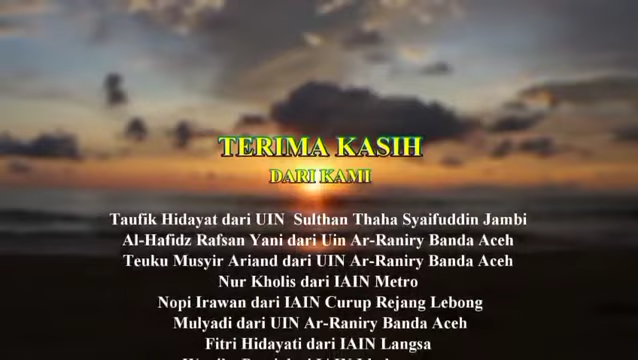 TERIMA KASIH
DARI KAMI
Taufik Hidayat dari UIN Sulthan Thaha Syaifuddin Jambi
Al-Hafidz Rafsan Yani dari Uin Ar-Raniry Banda Aceh
Teuku Musyir Ariand dari UIN Ar-Raniry Banda Aceh
Nur Kholis dari IAIN Metro
Nopi Irawan dari IAIN Curup Rejang Lebong
Mulyadi dari UIN Ar-Raniry Banda Aceh
Fitri Hidayati dari IAIN Langsa